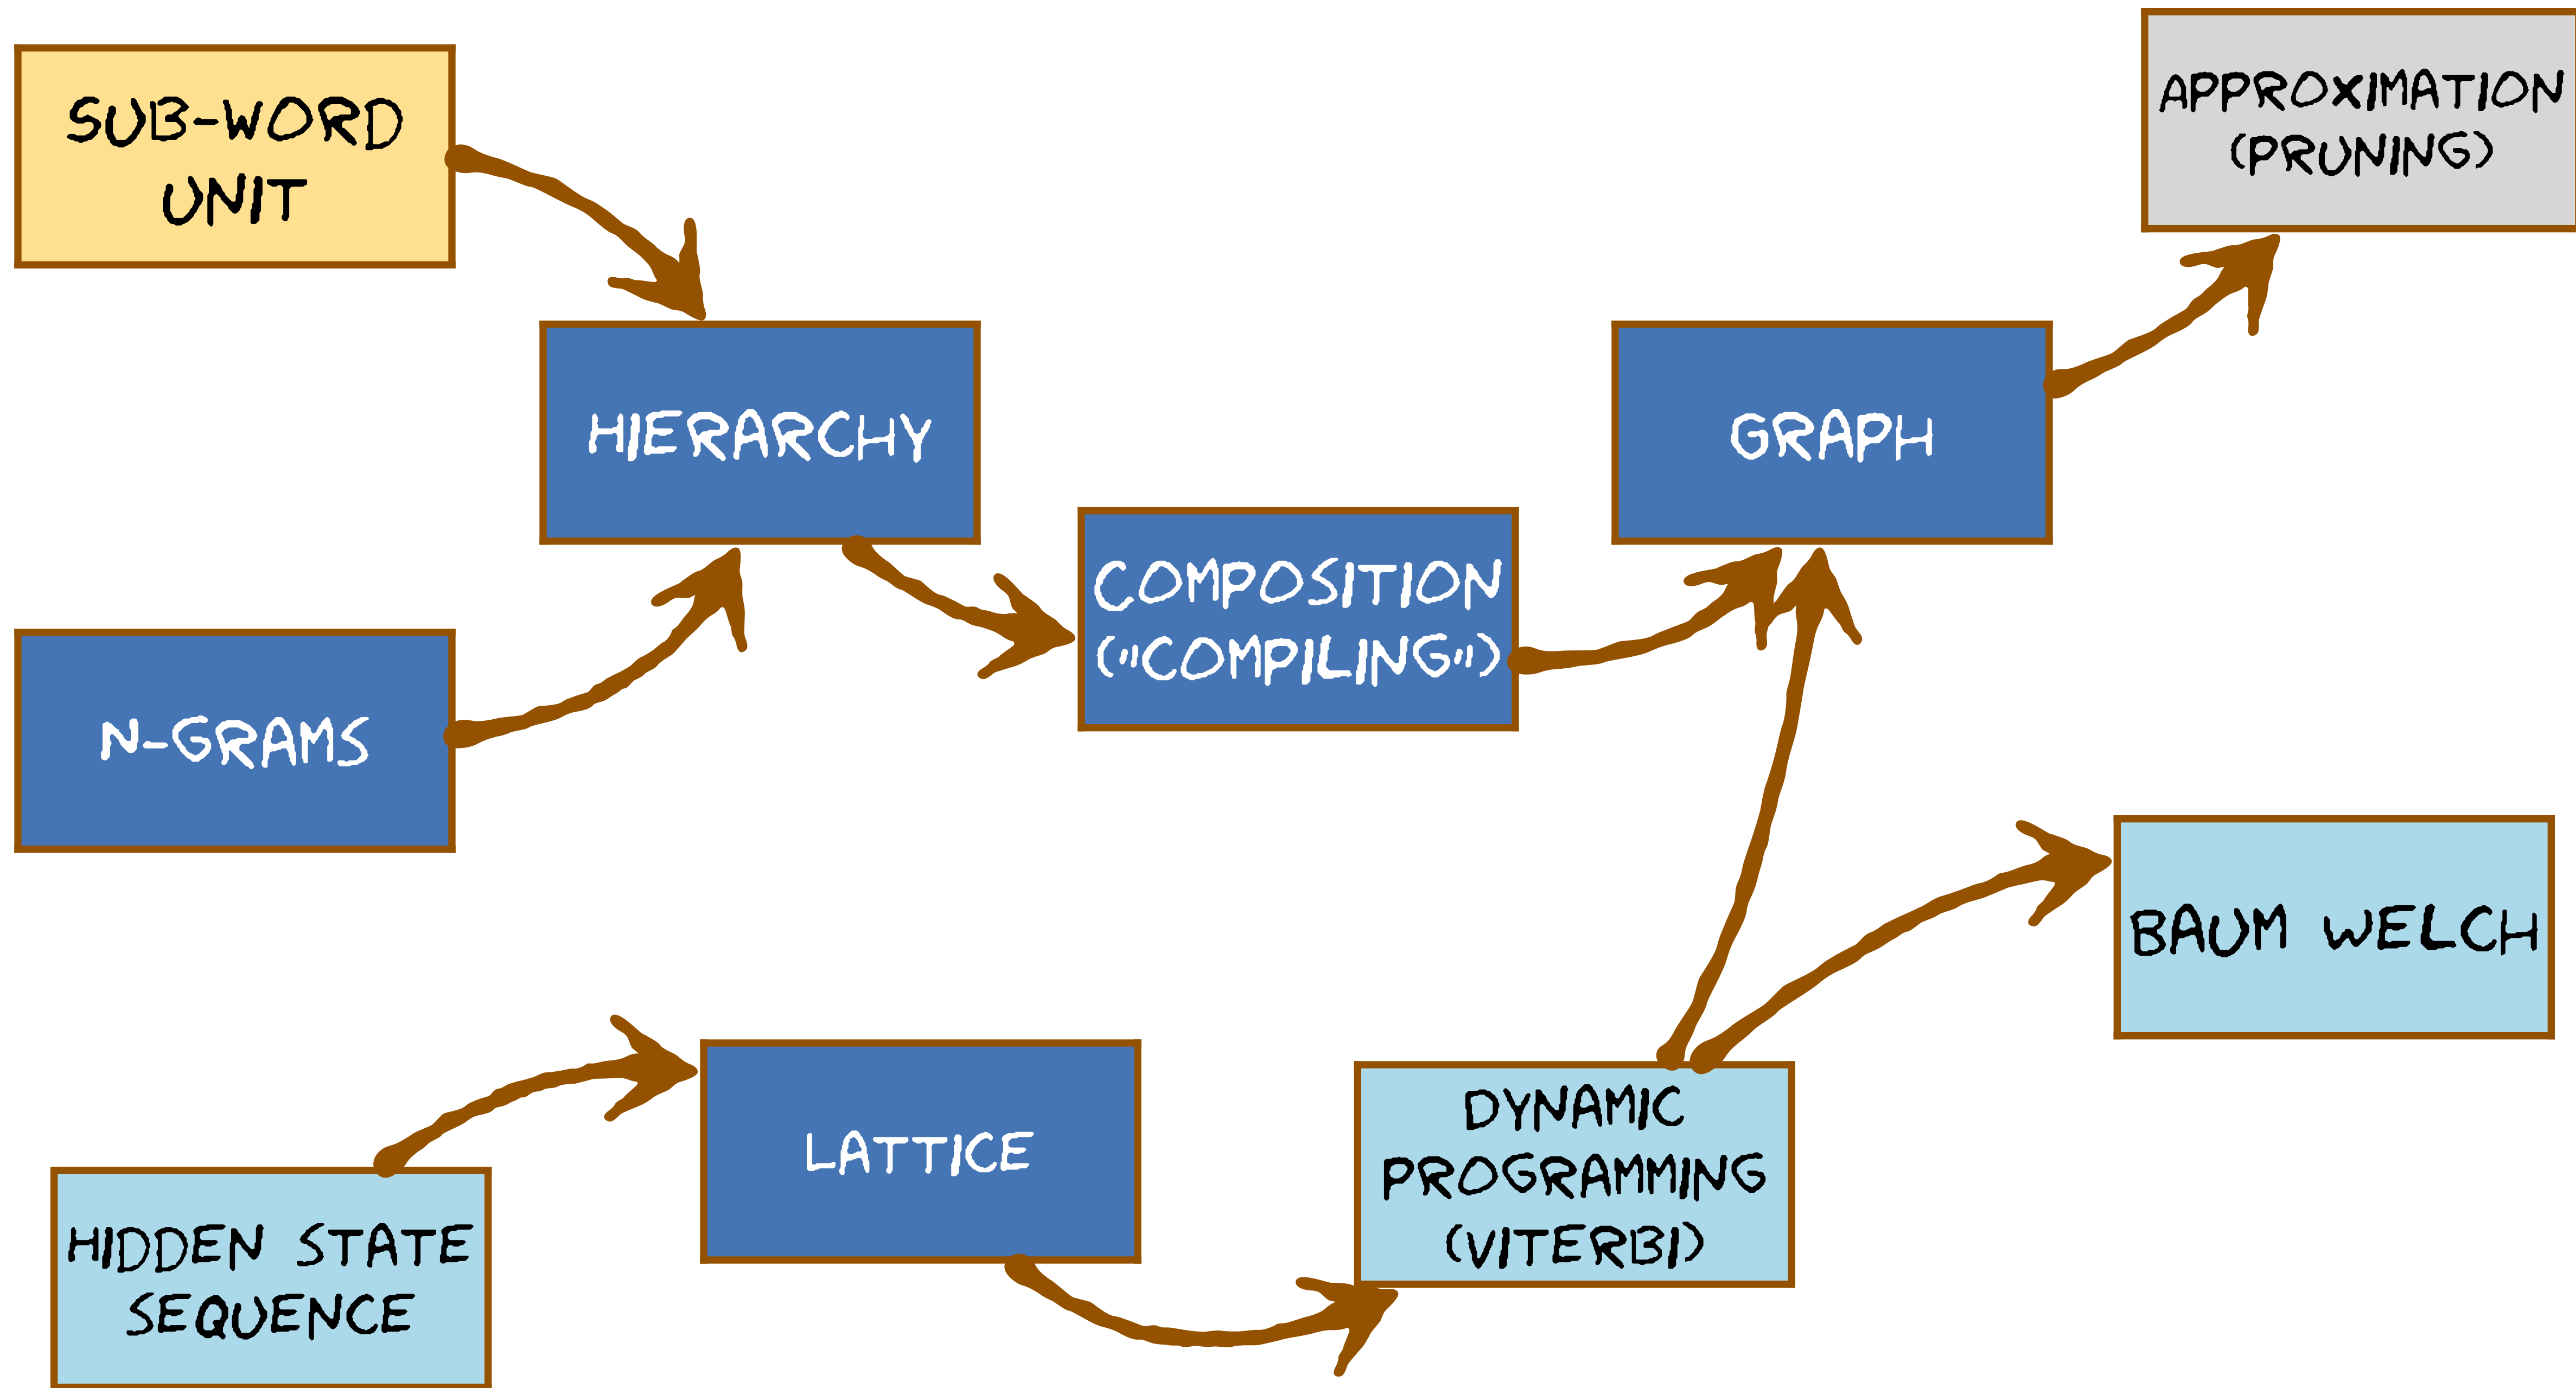 SUB-WORD
UNIT
APPROXIMATION
(PRUNING)
HIERARCHY
GRAPH
COMPOSITION
("COMPILING")
N-GRAMS
BAUM WELCH
LATTICE
DYNAMIC
PROGRAMMING
(VITERBI)
HIDDEN STATE
SEQUENCE